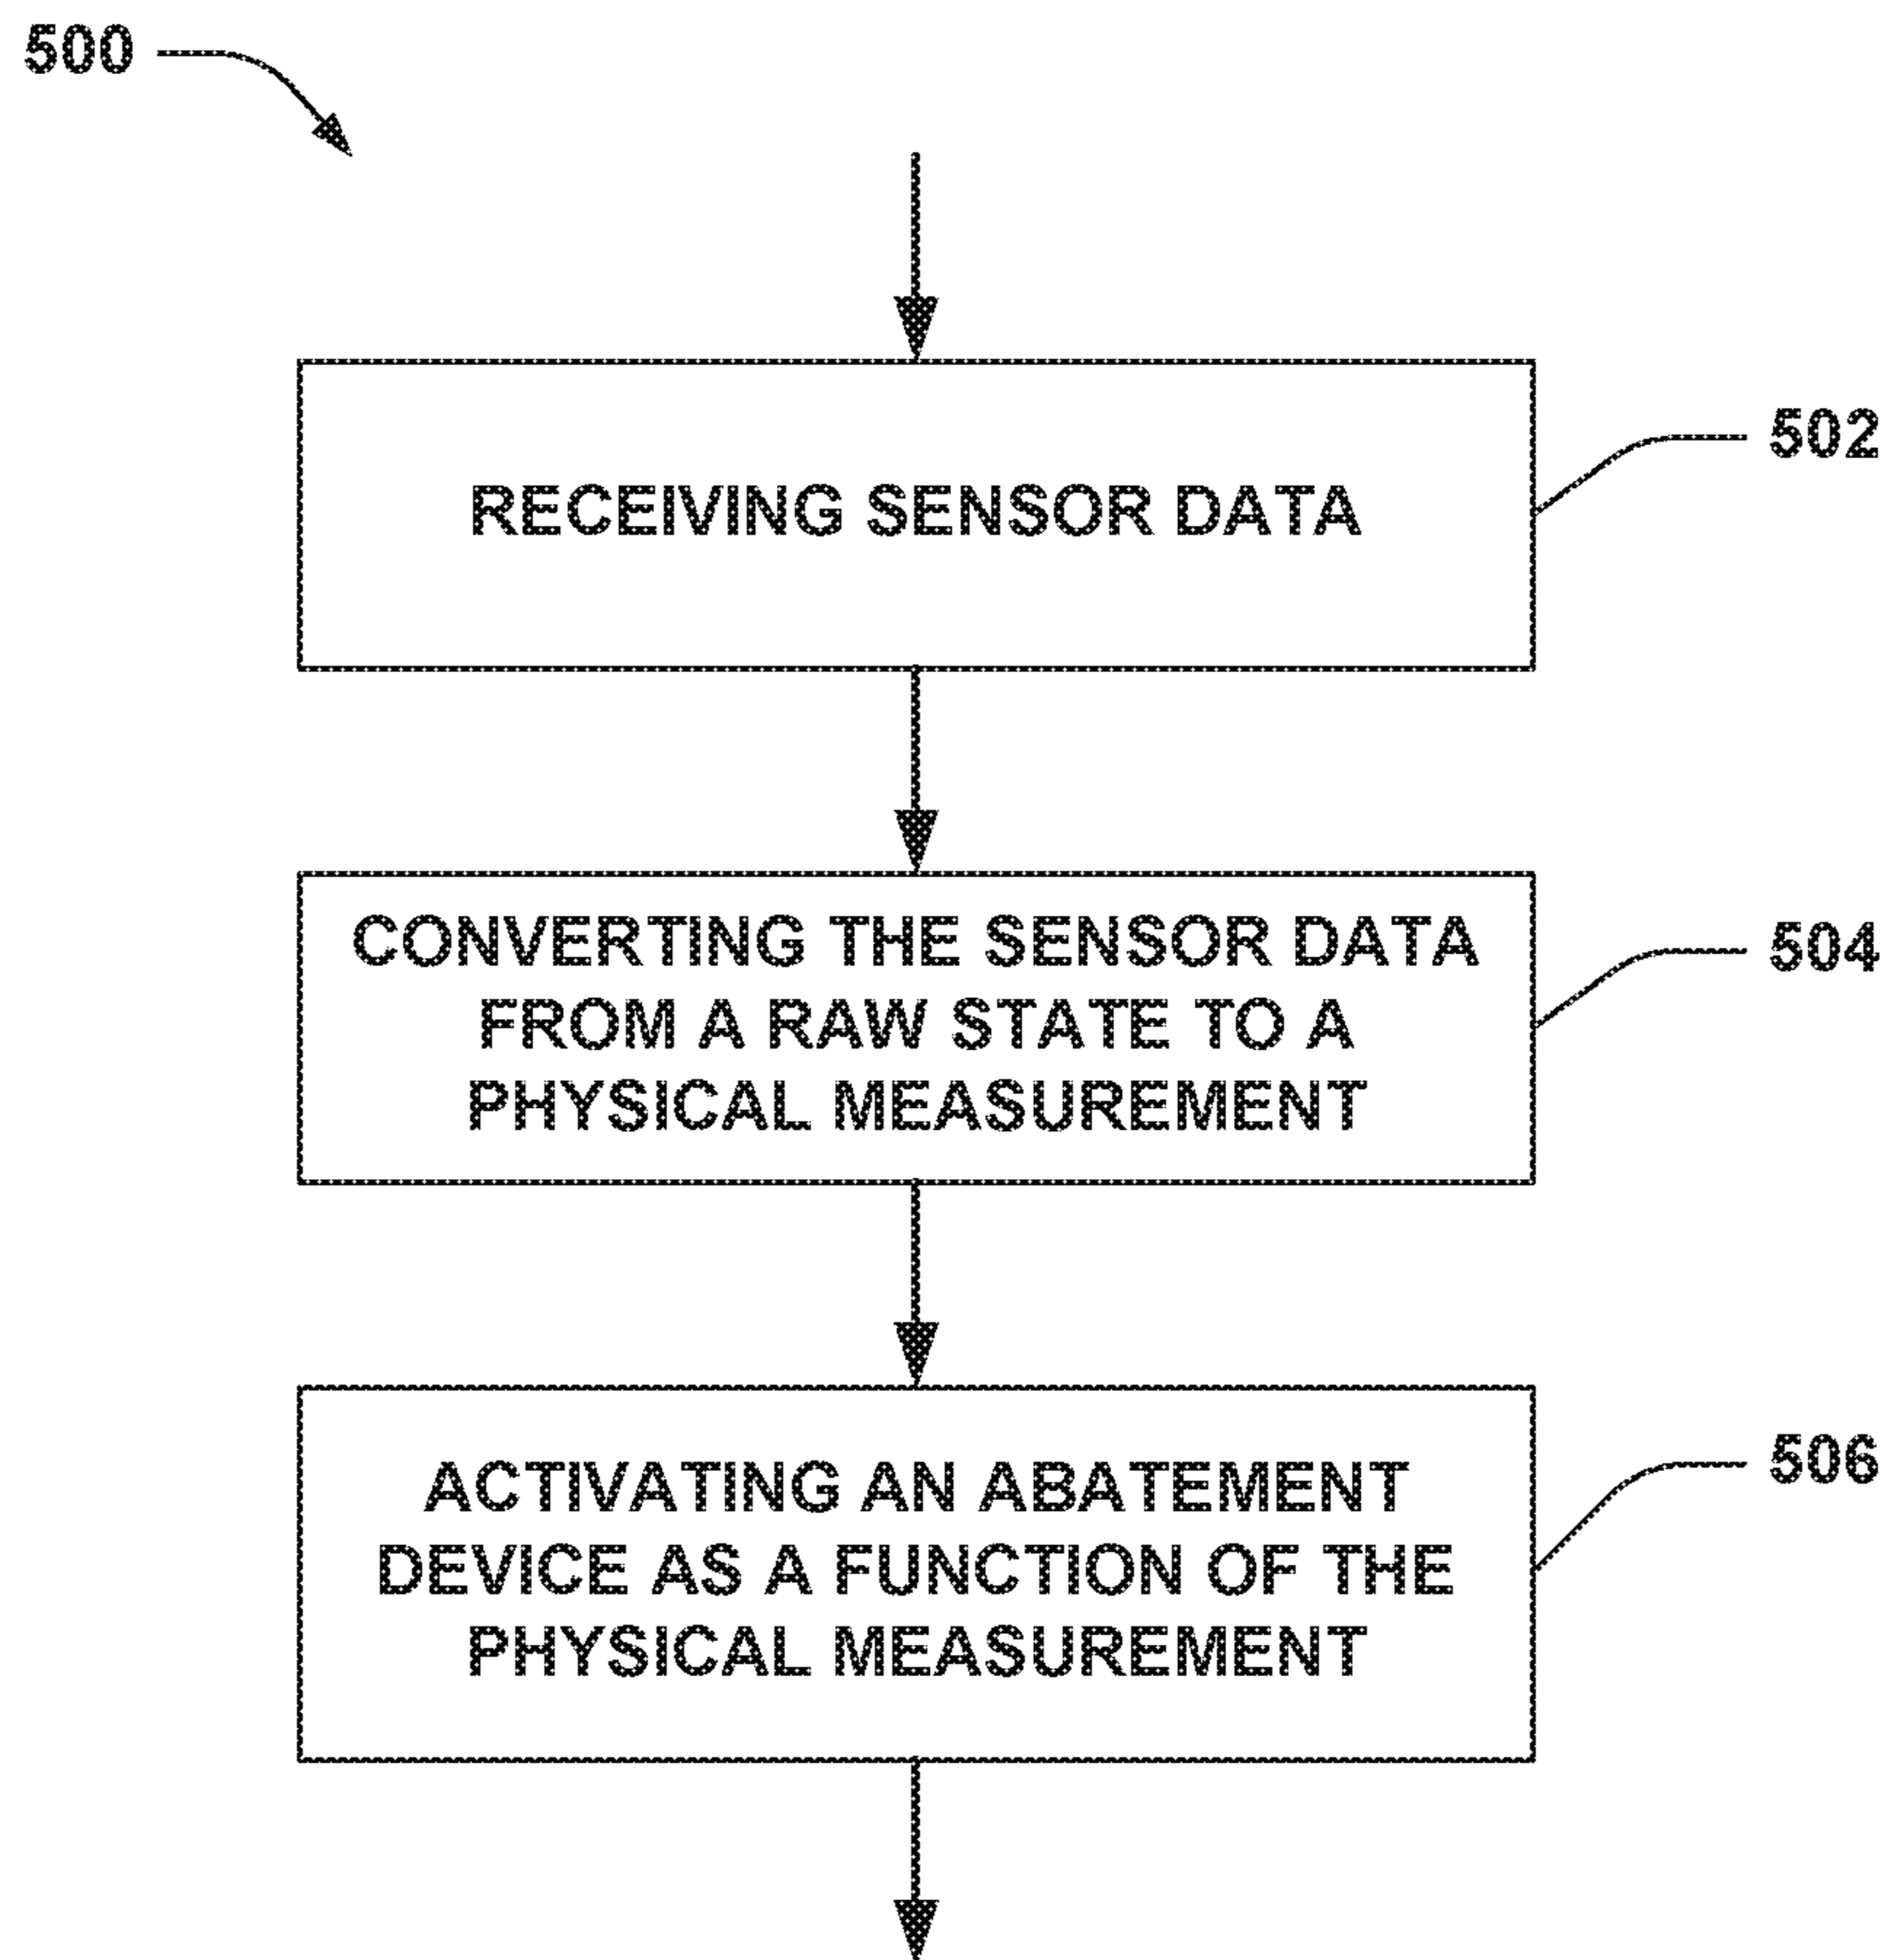 500
RECEIVING SENSOR DATA
502
CONVERTING THE SENSOR DATA
FROM A RAW STATE TO A
PHYSICAL MEASUREMENT
504
ACTIVATING AN ABATEMENT
DEVICE AS A FUNCTION OF THE
PHYSICAL MEASUREMENT
506